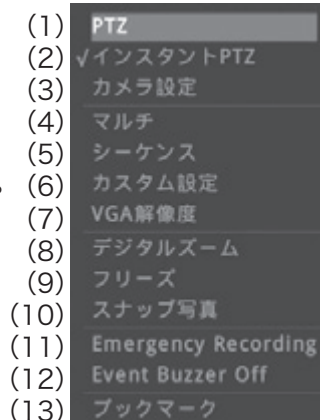 (1) PTZ
(2) √インスタントPTZ
(3) カメラ設定
(4) マルチ
(5) シーケンス
(6) カスタム設定
(7) VGA解像度
(8) デジタルズーム
(9) フリーズ
(10) スナップ写真
(11) Emergency Recording
(12) Event Buzzer Off
(13) ブックマーク